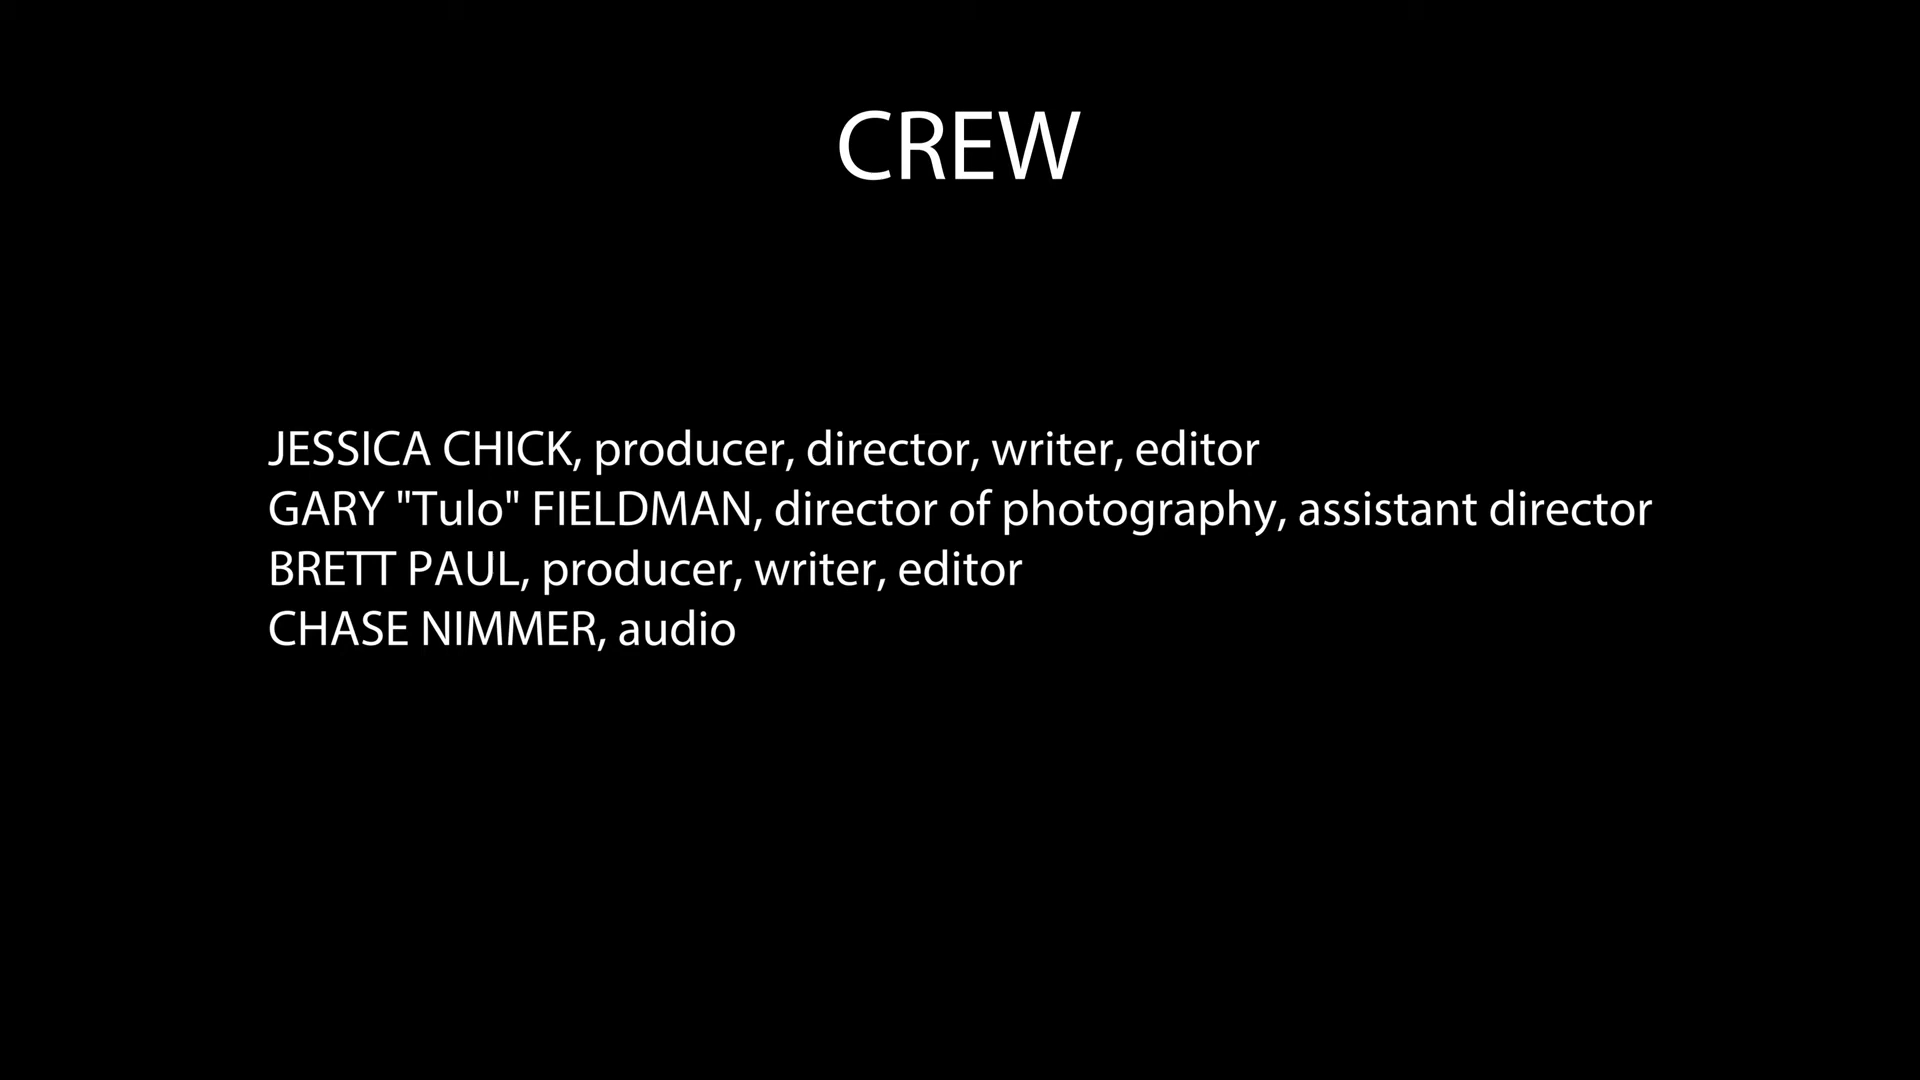 CREW
JESSICA CHICK, producer, director, writer, editor
GARY "Tulo" FIELDMAN, director of photography, assistant director
BRETT PAUL, producer, writer, editor
CHASE NIMMER, audio